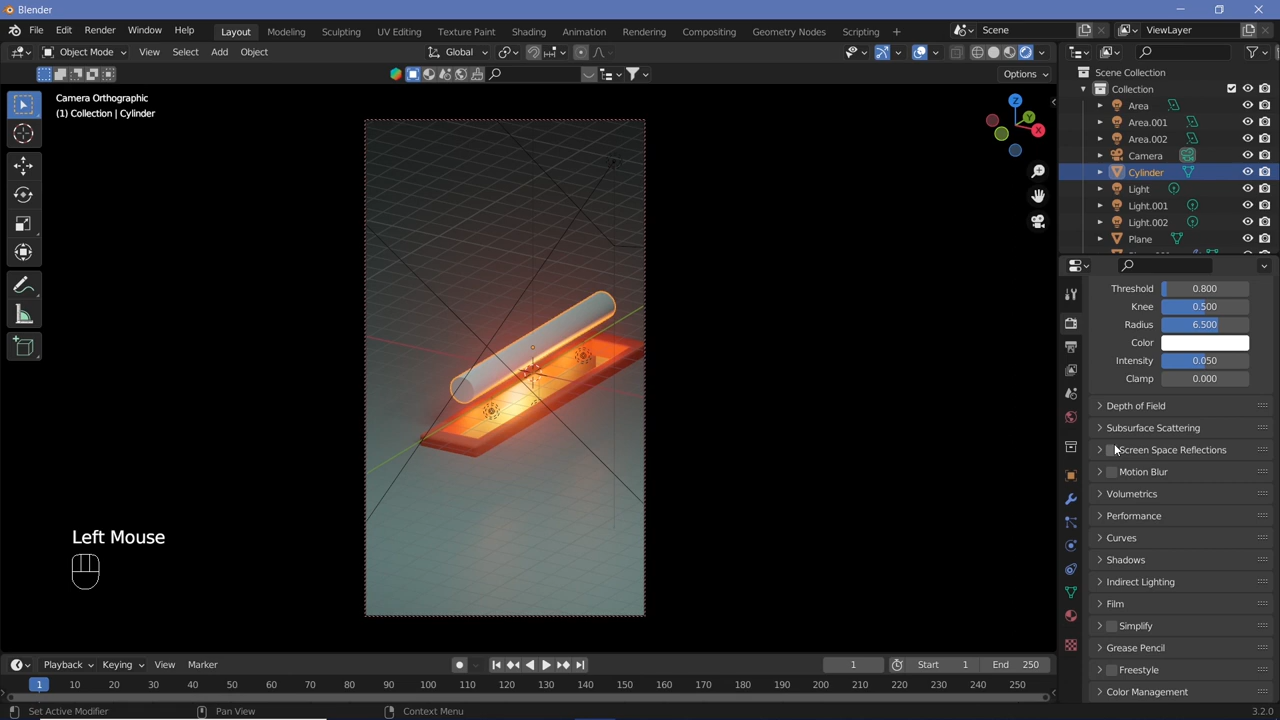 Blender
File Edit Render Window Help Layout Modeling Sculpting UV Editing Texture Paint Shading Animation Rendering Compositing Geometry Nodes Scripting + Scene ViewLayer
Object Mode View Select Add Object Global
Options
Camera Orthographic
(1) Collection | Cylinder
Z
Y
X
Scene Collection
Collection
Area
Area.001
Area.002
Camera
Cylinder
Light
Light.001
Light.002
Plane
Threshold 0.800
Knee 0.500
Radius 6.500
Color
Intensity 0.050
Clamp 0.000
Depth of Field
Subsurface Scattering
Screen Space Reflections
Motion Blur
Volumetrics
Performance
Curves
Shadows
Indirect Lighting
Film
Simplify
Grease Pencil
Freestyle
Color Management
Left Mouse
Playback Keying View Marker 1 Start 1 End 250
1 10 20 30 40 50 60 70 80 90 100 110 120 130 140 150 160 170 180 190 200 210 220 230 240 250
Set Active Modifier Pan View Context Menu 3.2.0